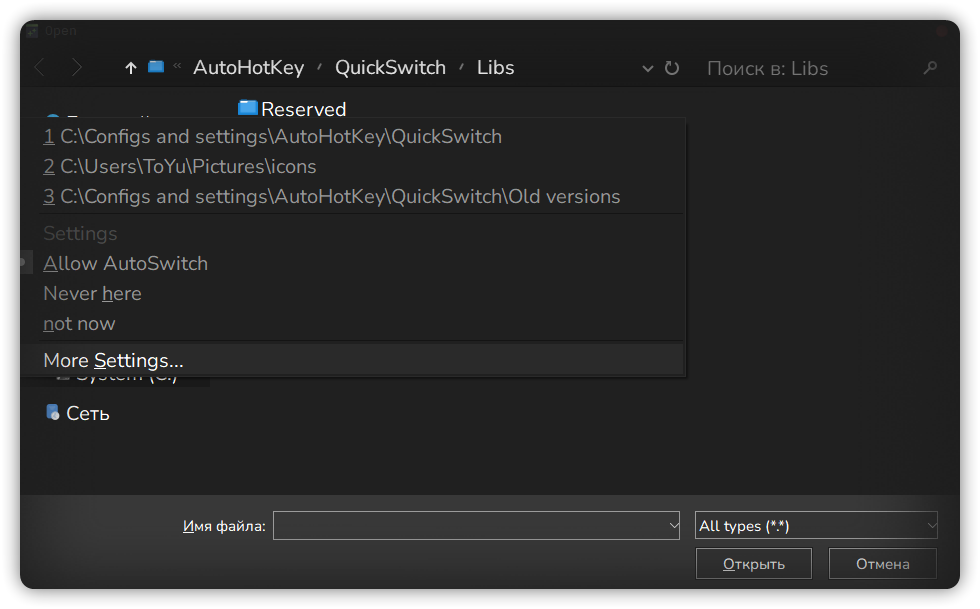 Open
« AutoHotKey / QuickSwitch / Libs
Поиск в: Libs
Reserved
1 C:\Configs and settings\AutoHotKey\QuickSwitch
2 C:\Users\ToYu\Pictures\icons
3 C:\Configs and settings\AutoHotKey\QuickSwitch\Old versions
Settings
Allow AutoSwitch
Never here
not now
More Settings...
System (C:)
Сеть
Имя файла:
All types (*.*)
Открыть
Отмена